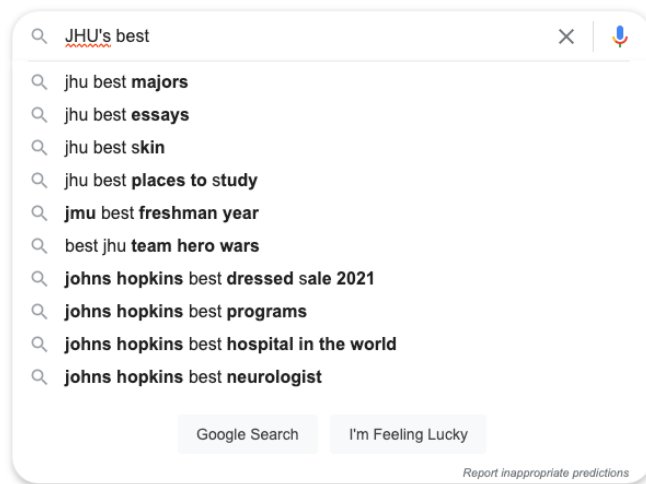 JHU's best
jhu best majors
jhu best essays
jhu best skin
jhu best places to study
jmu best freshman year
best jhu team hero wars
johns hopkins best dressed sale 2021
johns hopkins best programs
johns hopkins best hospital in the world
johns hopkins best neurologist
Google Search I'm Feeling Lucky
Report inappropriate predictions